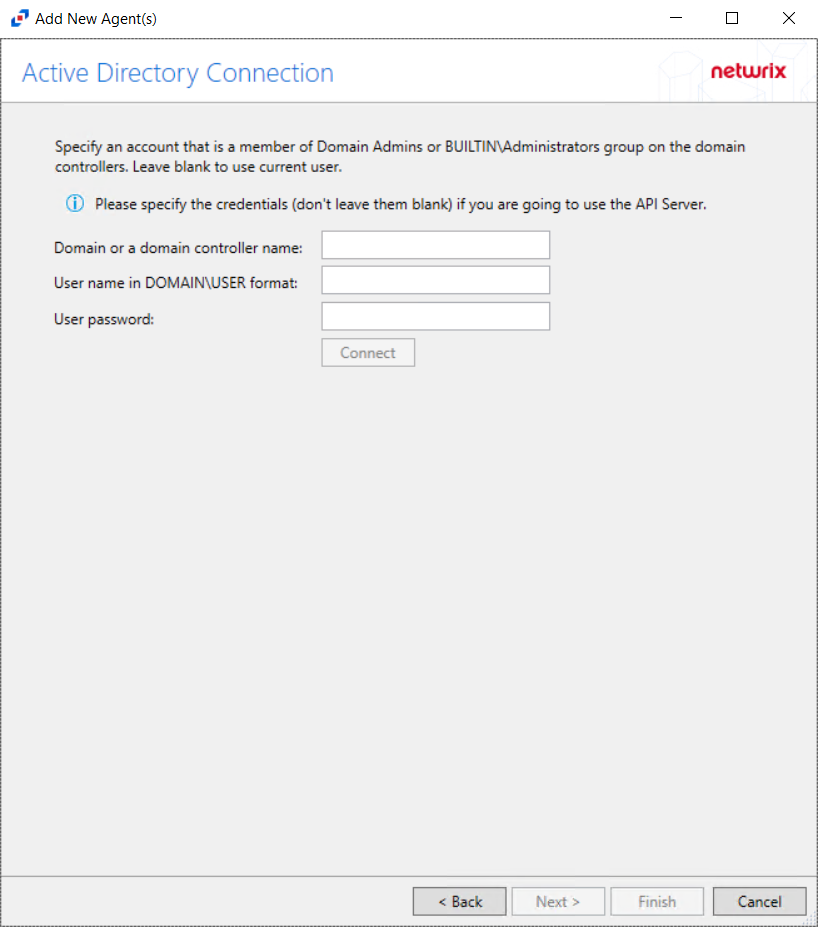 Add New Agent(s)
Active Directory Connection
netwrix
Specify an account that is a member of Domain Admins or BUILTIN\Administrators group on the domain
controllers. Leave blank to use current user.
Please specify the credentials (don't leave them blank) if you are going to use the API Server.
Domain or a domain controller name:
User name in DOMAIN\USER format:
User password:
Connect
< Back Next > Finish Cancel